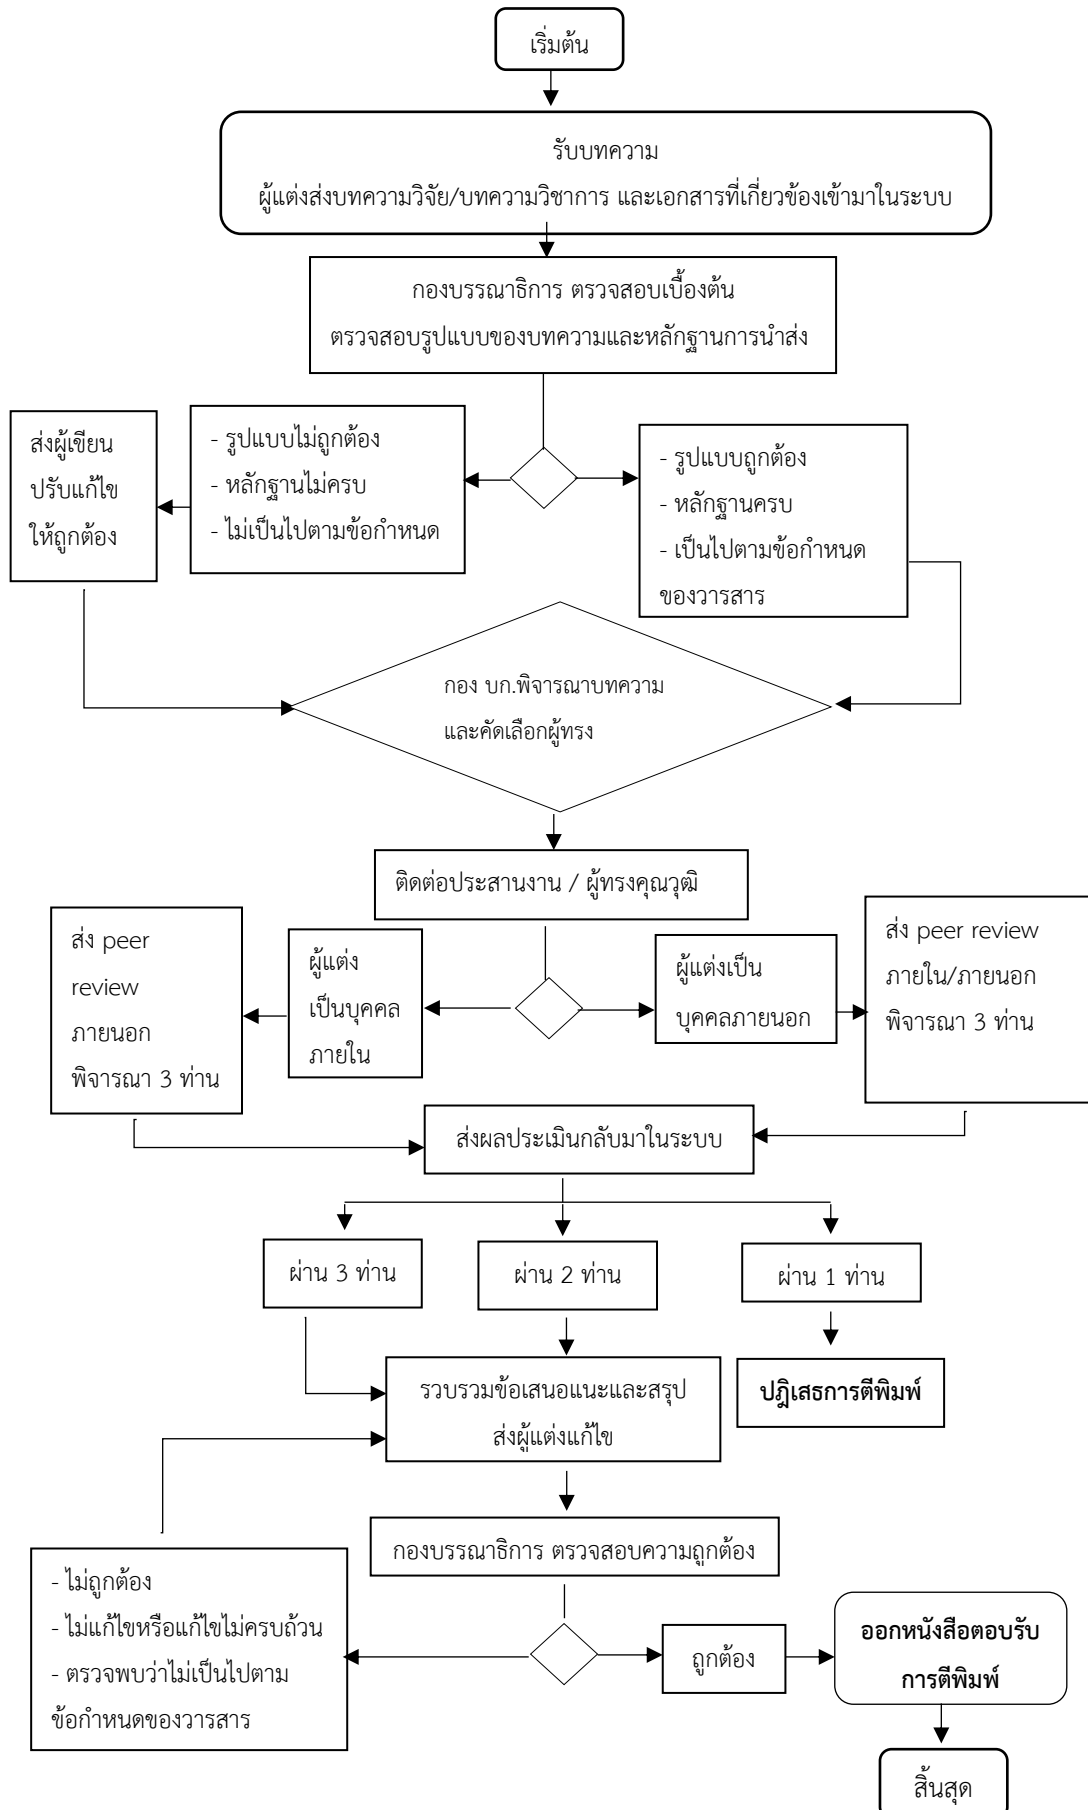 เริ่มต้น
รับบทความ
ผู้แต่งส่งบทความวิจัย/บทความวิชาการ และเอกสารที่เกี่ยวข้องเข้ามาในระบบ
กองบรรณาธิการ ตรวจสอบเบื้องต้น
ตรวจสอบรูปแบบของบทความและหลักฐานการนำส่ง
ส่งผู้เขียน
ปรับแก้ไข
ให้ถูกต้อง
- รูปแบบไม่ถูกต้อง
- หลักฐานไม่ครบ
- ไม่เป็นไปตามข้อกำหนด
- รูปแบบถูกต้อง
- หลักฐานครบ
- เป็นไปตามข้อกำหนด
ของวารสาร
กอง บก.พิจารณาบทความ
และคัดเลือกผู้ทรง
ติดต่อประสานงาน / ผู้ทรงคุณวุฒิ
ส่ง peer
review
ภายนอก
พิจารณา 3 ท่าน
ผู้แต่ง
เป็นบุคคล
ภายใน
ผู้แต่งเป็น
บุคคลภายนอก
ส่ง peer review
ภายใน/ภายนอก
พิจารณา 3 ท่าน
ส่งผลประเมินกลับมาในระบบ
ผ่าน 3 ท่าน
ผ่าน 2 ท่าน
ผ่าน 1 ท่าน
รวบรวมข้อเสนอแนะและสรุป
ส่งผู้แต่งแก้ไข
ปฎิเสธการตีพิมพ์
กองบรรณาธิการ ตรวจสอบความถูกต้อง
- ไม่ถูกต้อง
- ไม่แก้ไขหรือแก้ไขไม่ครบถ้วน
- ตรวจพบว่าไม่เป็นไปตาม
ข้อกำหนดของวารสาร
ถูกต้อง
ออกหนังสือตอบรับ
การตีพิมพ์
สิ้นสุด